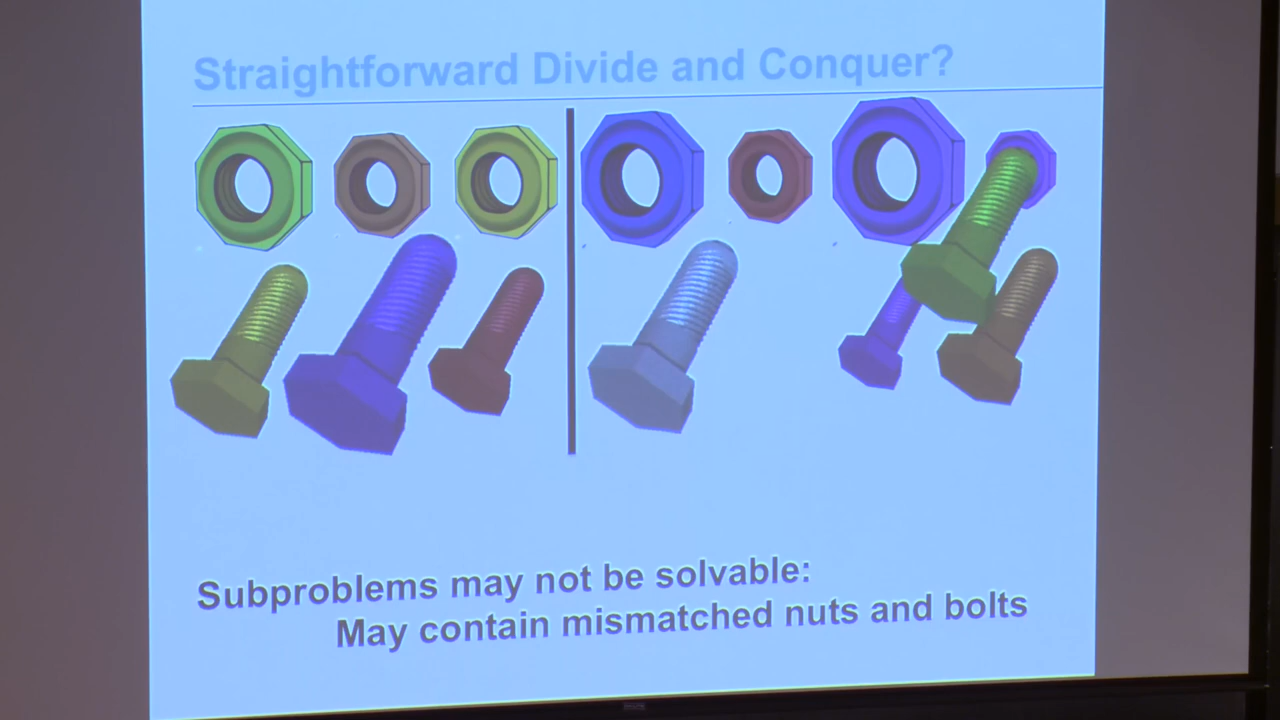 Straightforward Divide and Conquer?
Subproblems may not be solvable:
May contain mismatched nuts and bolts